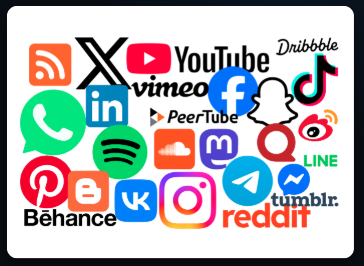 Dribbble
YouTube
vimeo
PeerTube
LINE
tumblr.
Bēhance
reddit